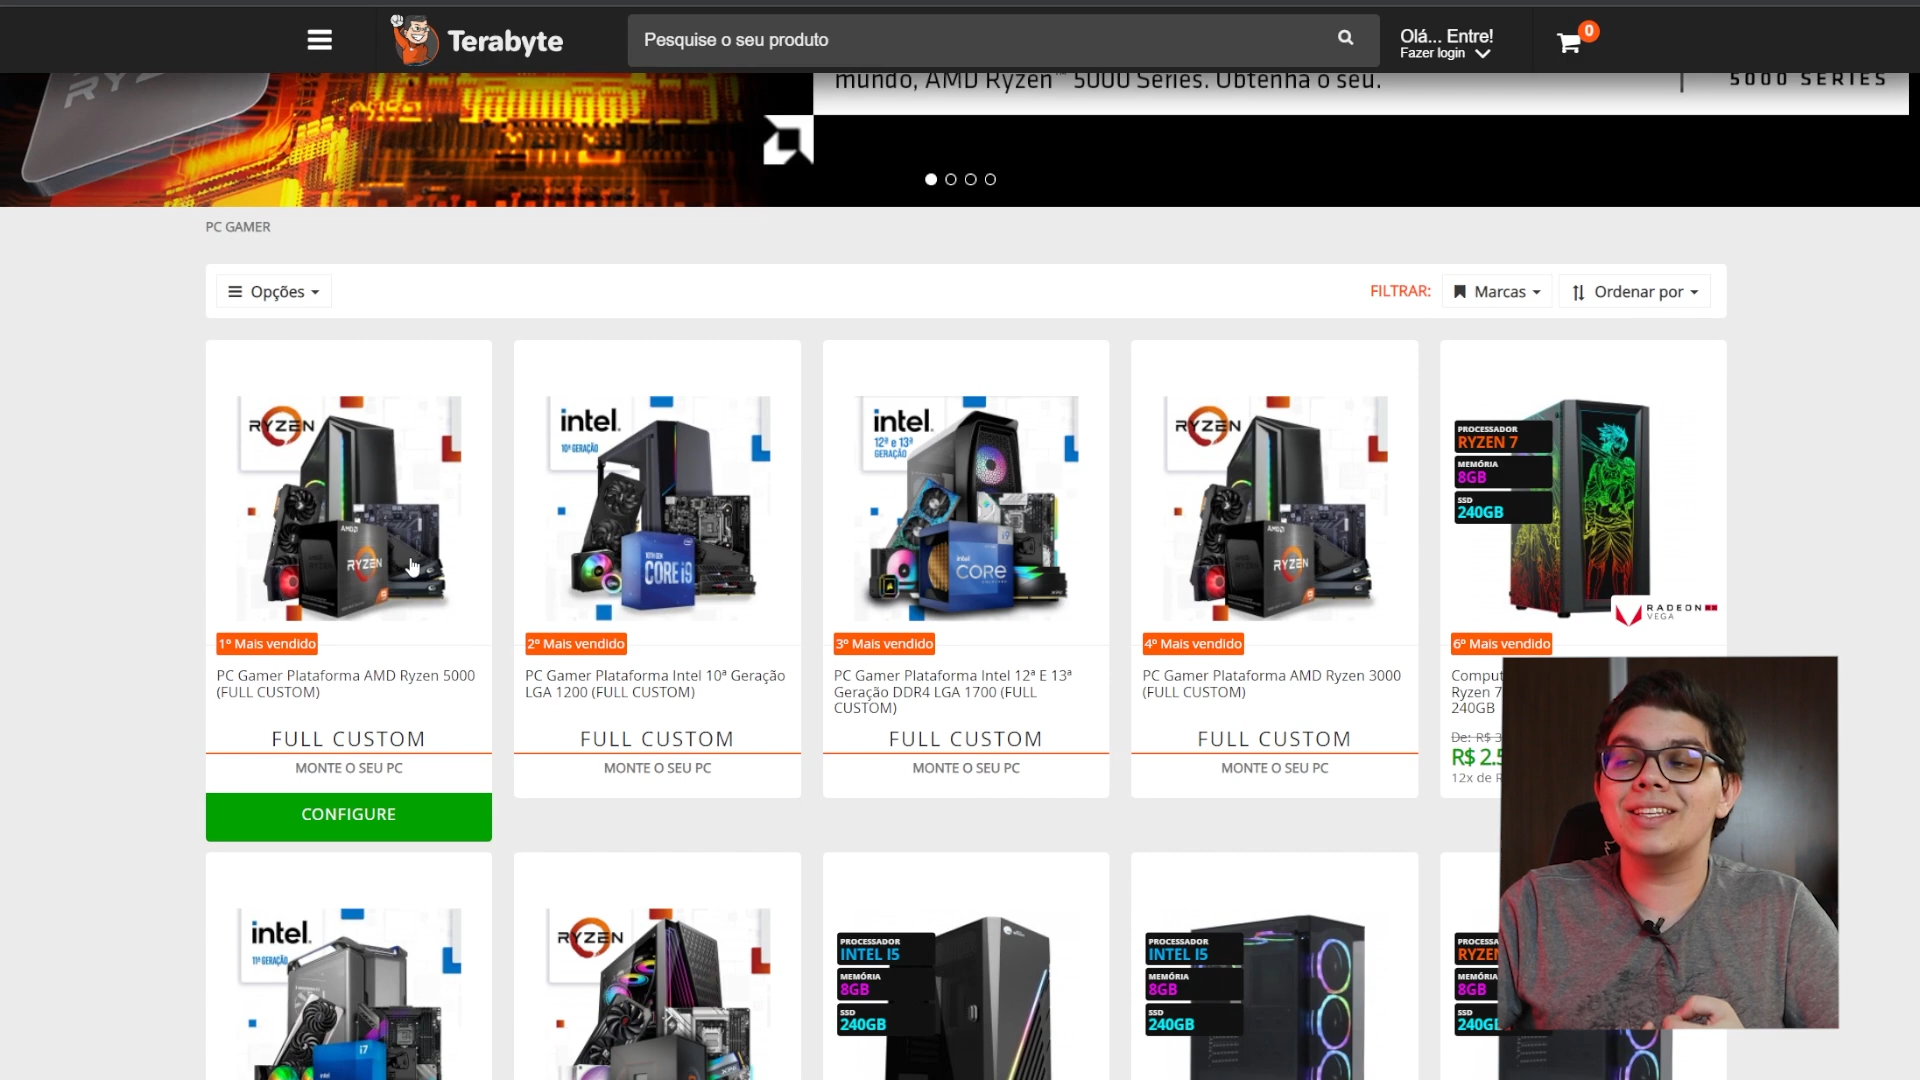 Terabyte
Pesquise o seu produto
Olá... Entre!
Fazer login
0
RYZEN
mundo, AMD Ryzen™ 5000 Series. Obtenha o seu.
5000 SERIES
PC GAMER
Opções
FILTRAR:
Marcas
Ordenar por
RYZEN
AMD
RYZEN
1º Mais vendido
PC Gamer Plataforma AMD Ryzen 5000
(FULL CUSTOM)
FULL CUSTOM
MONTE O SEU PC
CONFIGURE
intel.
10ª GERAÇÃO
CORE i9
2º Mais vendido
PC Gamer Plataforma Intel 10ª Geração
LGA 1200 (FULL CUSTOM)
FULL CUSTOM
MONTE O SEU PC
intel.
12ª e 13ª
GERAÇÃO
intel
CORE
3º Mais vendido
PC Gamer Plataforma Intel 12ª E 13ª
Geração DDR4 LGA 1700 (FULL
CUSTOM)
FULL CUSTOM
MONTE O SEU PC
RYZEN
AMD
RYZEN
4º Mais vendido
PC Gamer Plataforma AMD Ryzen 3000
(FULL CUSTOM)
FULL CUSTOM
MONTE O SEU PC
PROCESSADOR
RYZEN 7
MEMÓRIA
8GB
SSD
240GB
RADEON
VEGA
6º Mais vendido
Comput
Ryzen 7
240GB
De: R$ 3
R$ 2.5
12x de R
intel.
11ª GERAÇÃO
i7
intel
RYZEN
PROCESSADOR
INTEL I5
MEMÓRIA
8GB
SSD
240GB
PROCESSADOR
INTEL I5
MEMÓRIA
8GB
SSD
240GB
PROCESSA
RYZEN
MEMÓRIA
8GB
SSD
240G